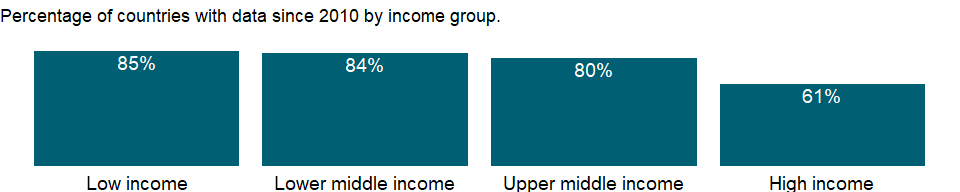 Percentage of countries with data since 2010 by income group.
85%
84%
80%
61%
Low income
Lower middle income
Upper middle income
High income